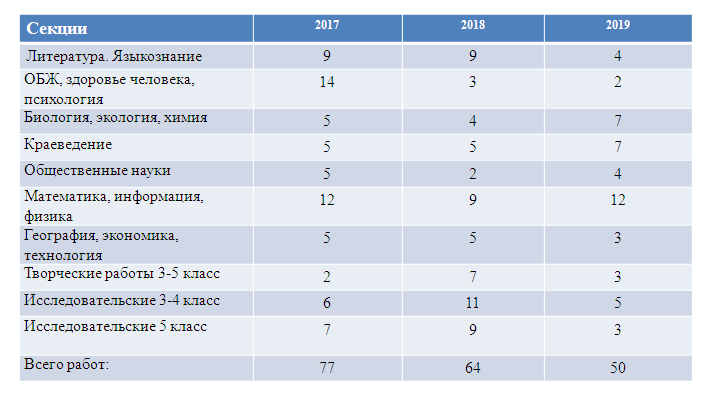 Секции 2017 2018 2019
Литература. Языкознание 9 9 4
ОБЖ, здоровье человека,
психология 14 3 2
Биология, экология, химия 5 4 7
Краеведение 5 5 7
Общественные науки 5 2 4
Математика, информация,
физика 12 9 12
География, экономика,
технология 5 5 3
Творческие работы 3-5 класс 2 7 3
Исследовательские 3-4 класс 6 11 5
Исследовательские 5 класс 7 9 3
Всего работ: 77 64 50